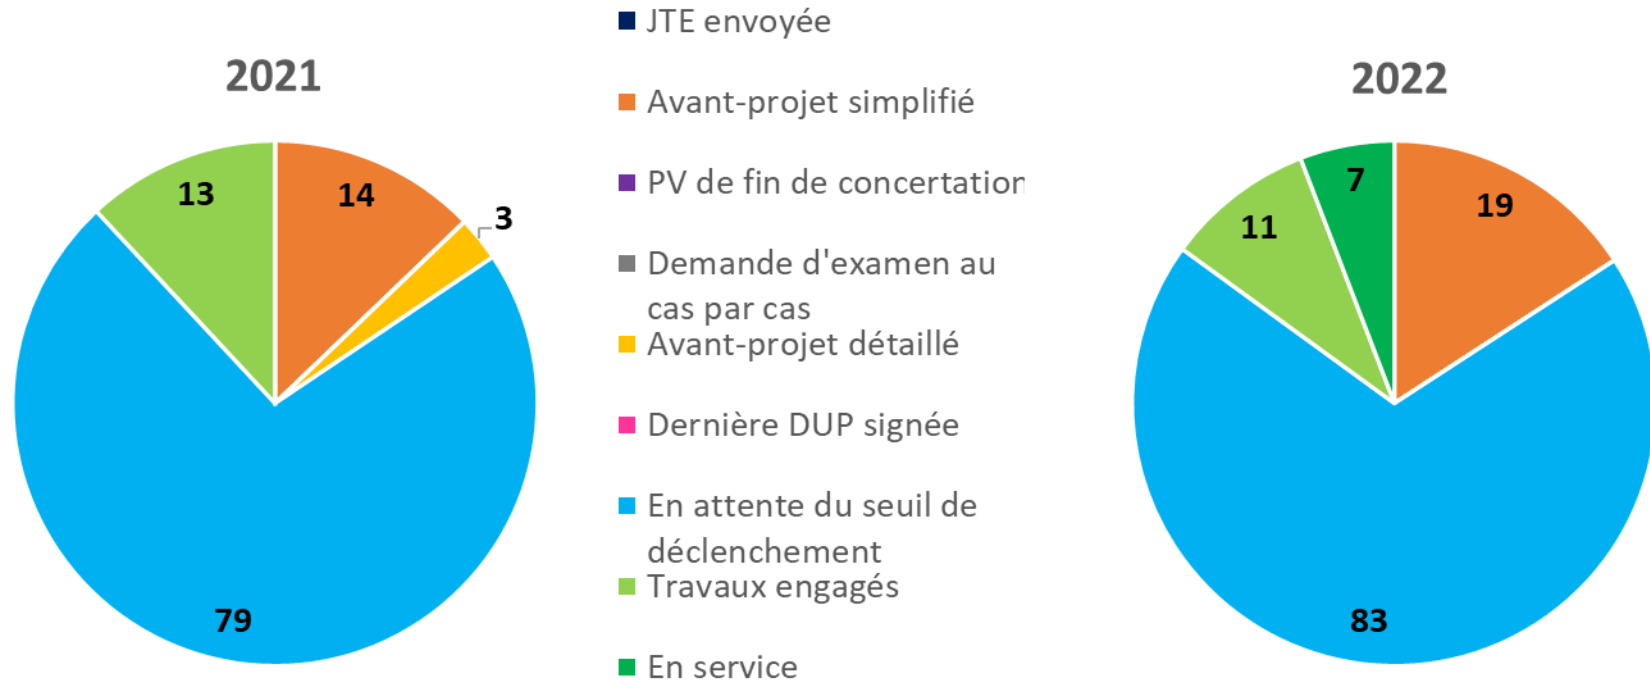 2021
13
14
3
79
JTE envoyée
Avant-projet simplifié
PV de fin de concertation
Demande d'examen au
cas par cas
Avant-projet détaillé
Dernière DUP signée
En attente du seuil de
déclenchement
Travaux engagés
En service
2022
7
19
11
83